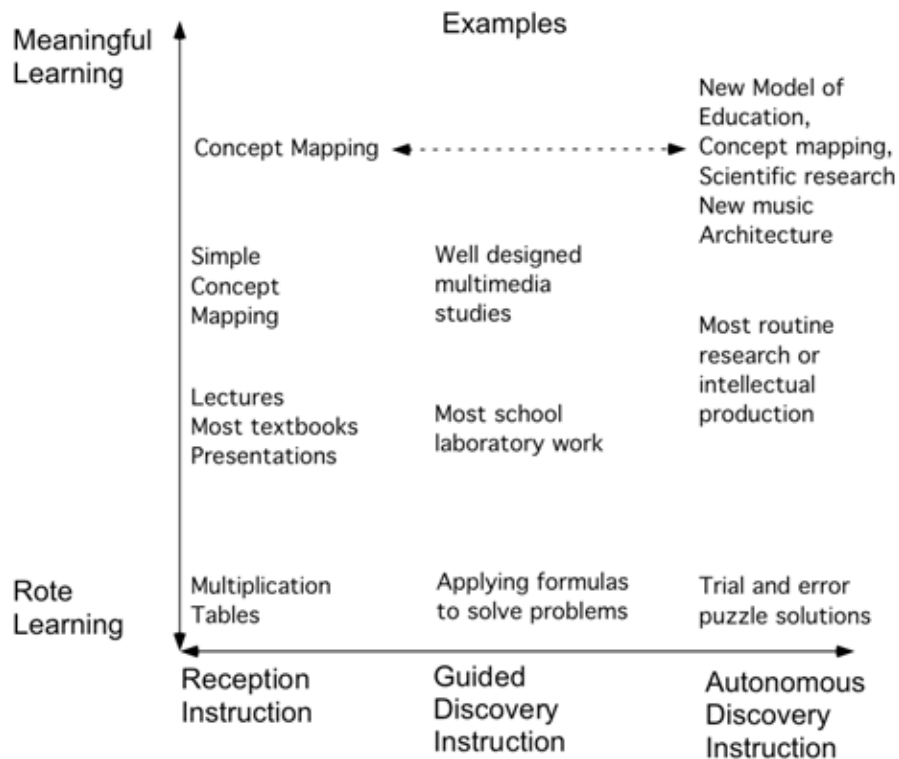 Examples
Meaningful
Learning
Concept Mapping
New Model of
Education,
Concept mapping,
Scientific research
New music
Architecture
Simple
Concept
Mapping
Well designed
multimedia
studies
Most routine
research or
intellectual
production
Lectures
Most textbooks
Presentations
Most school
laboratory work
Rote
Learning
Multiplication
Tables
Applying formulas
to solve problems
Trial and error
puzzle solutions
Reception
Instruction
Guided
Discovery
Instruction
Autonomous
Discovery
Instruction